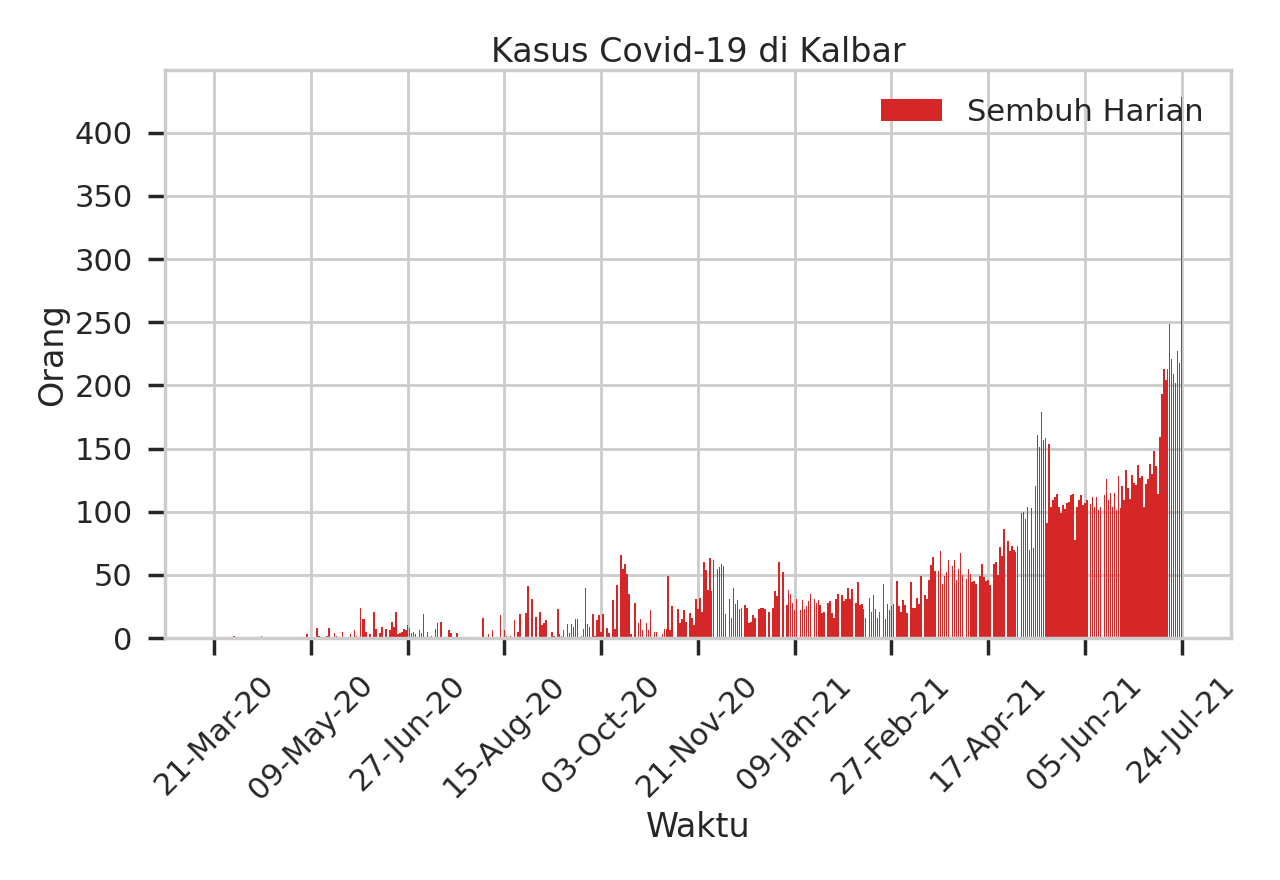 Kasus Covid-19 di Kalbar
Sembuh Harian
400
350
300
250
200
150
100
50
0
Orang
21-Mar-20
09-May-20
27-Jun-20
15-Aug-20
03-Oct-20
21-Nov-20
09-Jan-21
27-Feb-21
17-Apr-21
05-Jun-21
24-Jul-21
Waktu